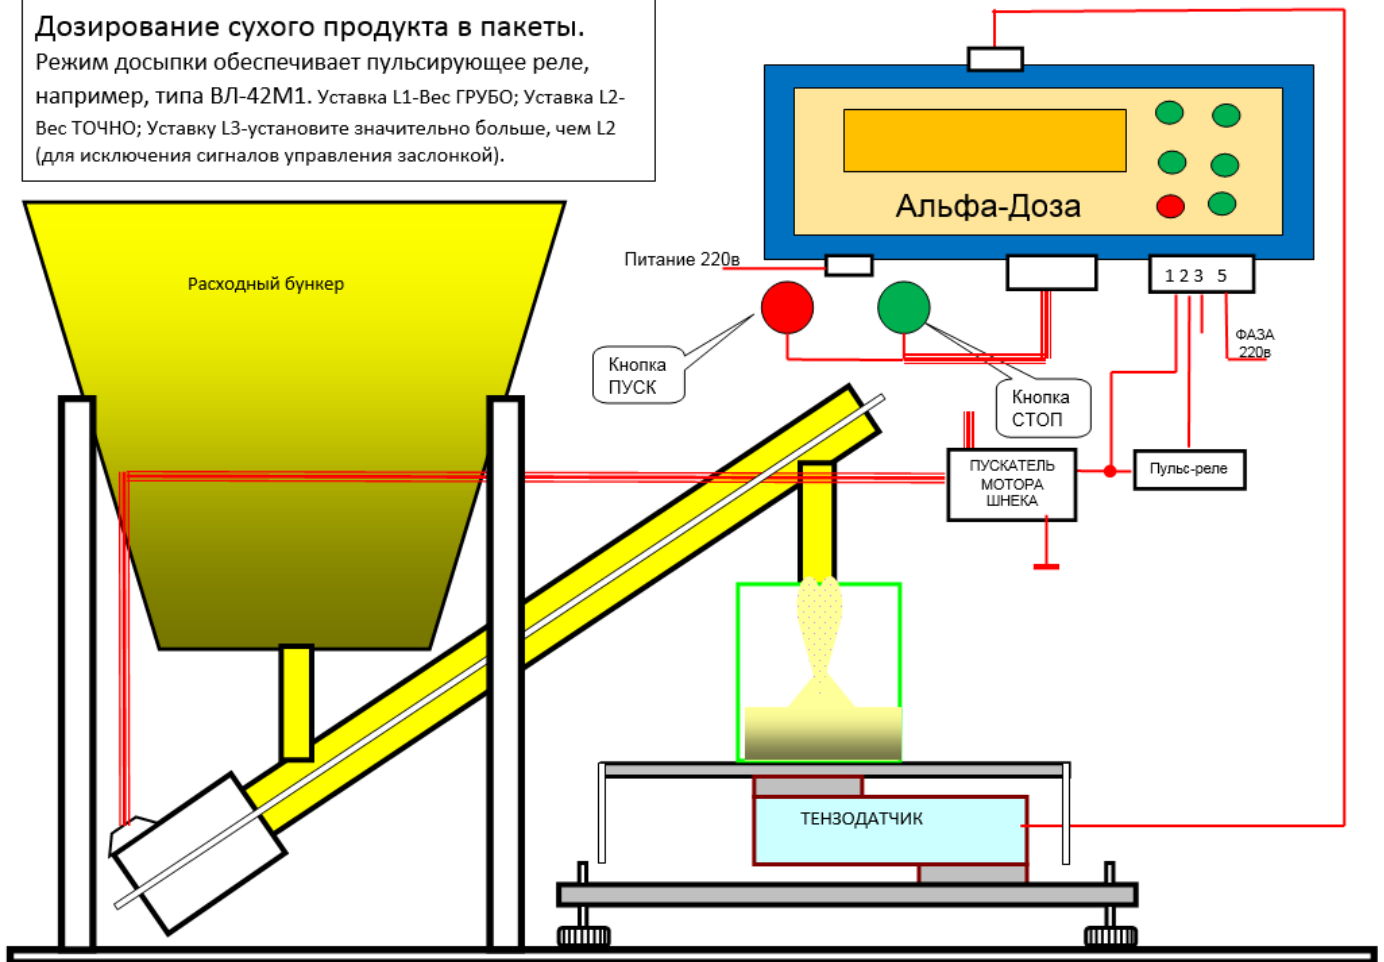 Дозирование сухого продукта в пакеты.
Режим досыпки обеспечивает пульсирующее реле,
например, типа ВЛ-42М1. Уставка L1-Вес ГРУБО; Уставка L2-
Вес ТОЧНО; Уставку L3-установите значительно больше, чем L2
(для исключения сигналов управления заслонкой).
Альфа-Доза
Питание 220в
1 2 3 5
Расходный бункер
ФАЗА
220в
Кнопка
ПУСК
Кнопка
СТОП
ПУСКАТЕЛЬ
МОТОРА
ШНЕКА
Пульс-реле
ТЕНЗОДАТЧИК